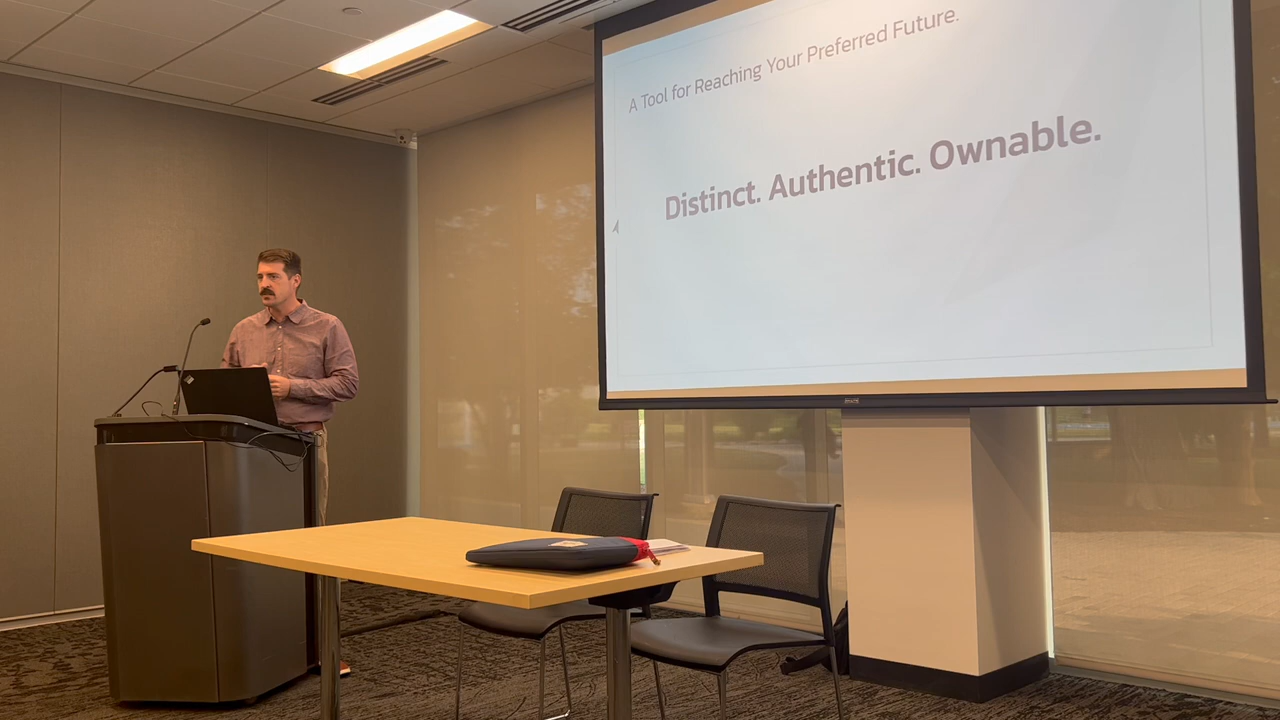 A Tool for Reaching Your Preferred Future.
Distinct. Authentic. Ownable.